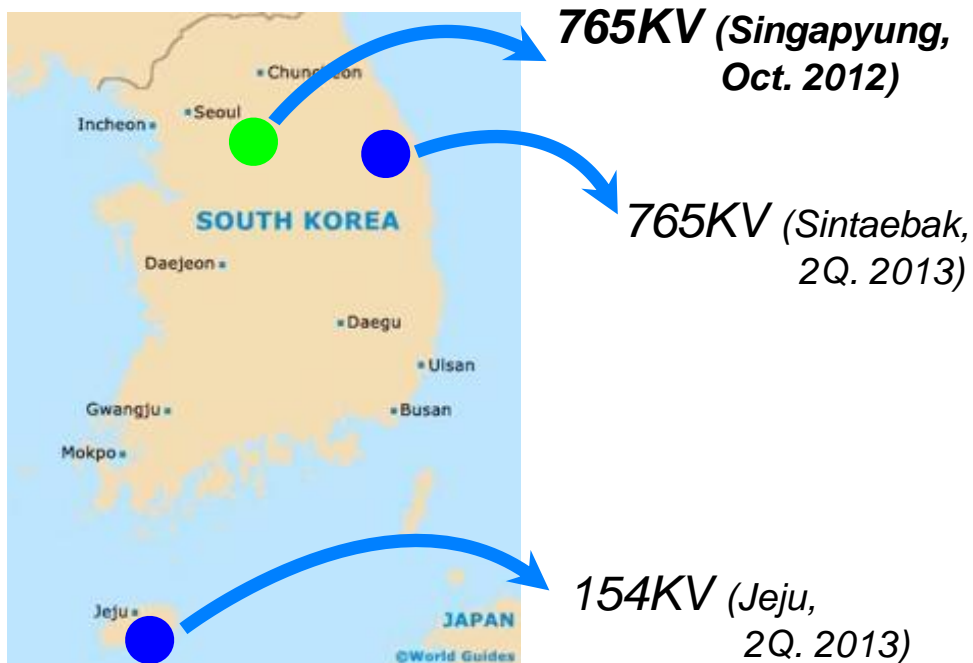 765KV (Singapyung,
Oct. 2012)
Chuncheon
Seoul
Incheon
765KV (Sintaebak,
2Q. 2013)
SOUTH KOREA
Daejeon
Daegu
Ulsan
Gwangju
Busan
Mokpo
154KV (Jeju,
2Q. 2013)
Jeju
JAPAN
©World Guides